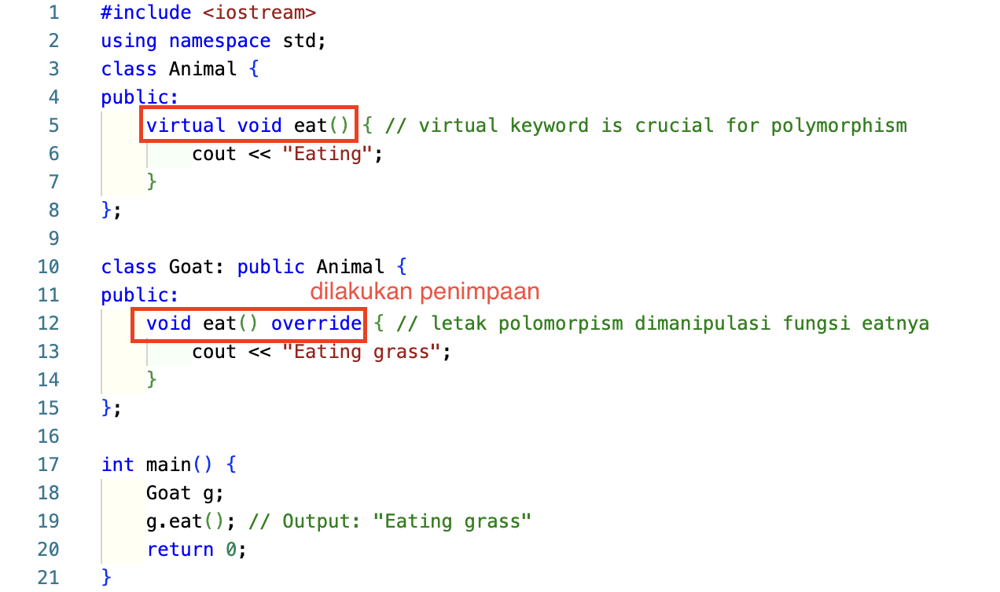 1 #include <iostream>
2 using namespace std;
3 class Animal {
4 public:
5 virtual void eat() { // virtual keyword is crucial for polymorphism
6 cout << "Eating";
7 }
8 };
9
10 class Goat: public Animal {
dilakukan penimpaan
11 public:
12 void eat() override { // letak polomorpism dimanipulasi fungsi eatnya
13 cout << "Eating grass";
14 }
15 };
16
17 int main() {
18 Goat g;
19 g.eat(); // Output: "Eating grass"
20 return 0;
21 }